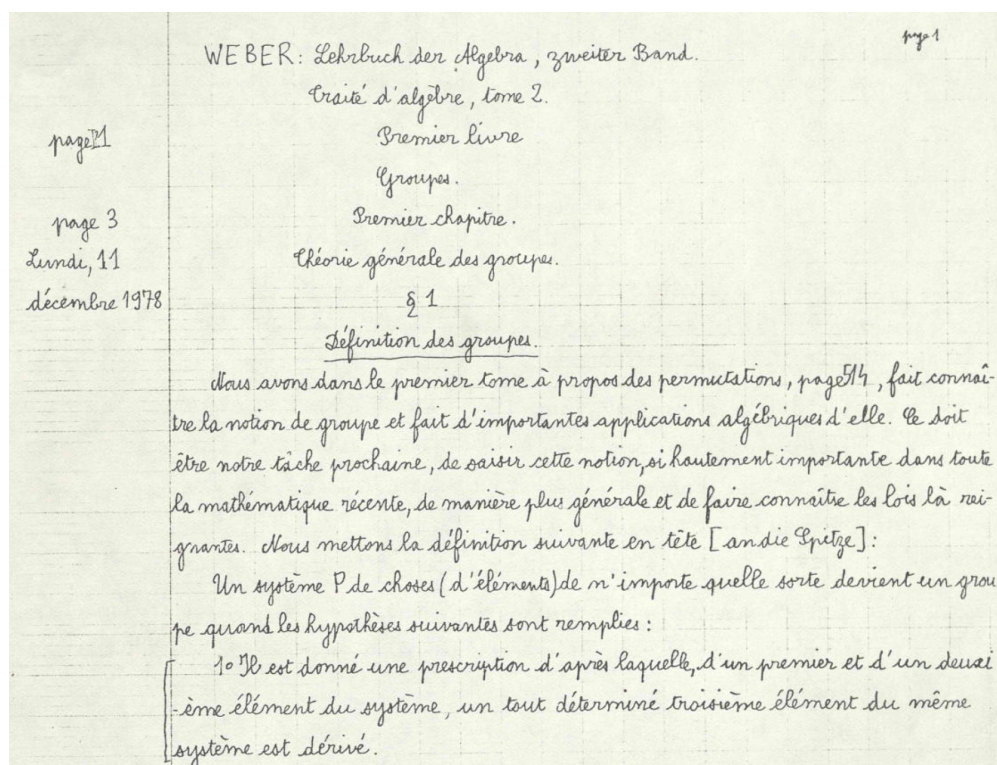 page 1
WEBER: Lehrbuch der Algebra, zweiter Band.
Traité d'algèbre, tome 2.
page 1
Premier livre
Groupes.
page 3
Premier chapitre.
Lundi, 11
Théorie générale des groupes.
décembre 1978
§ 1
Définition des groupes.
Nous avons dans le premier tome à propos des permutations, page 514, fait connaî-
tre la notion de groupe et fait d'importantes applications algébriques d'elle. Ce doit
être notre tâche prochaine, de saisir cette notion, si hautement importante dans toute
la mathématique récente, de manière plus générale et de faire connaître les lois là rei-
gnantes. Nous mettons la définition suivante en tête [an die Spitze]:
Un système P de choses (d'éléments) de n'importe quelle sorte devient un grou
pe quand les hypothèses suivantes sont remplies :
1° Il est donné une prescription d'après laquelle, d'un premier et d'un deuxi
-ème élément du système, un tout déterminé troisième élément du même
système est dérivé.